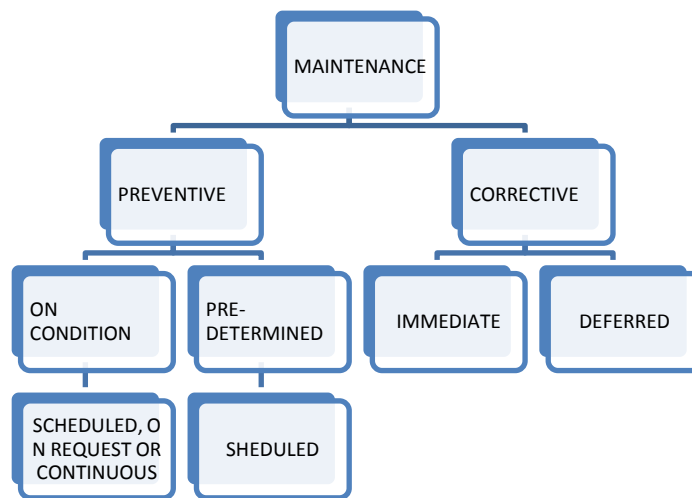 MAINTENANCE
PREVENTIVE
CORRECTIVE
ON
CONDITION
PRE-
DETERMINED
IMMEDIATE
DEFERRED
SCHEDULED, O
N REQUEST OR
CONTINUOUS
SHEDULED